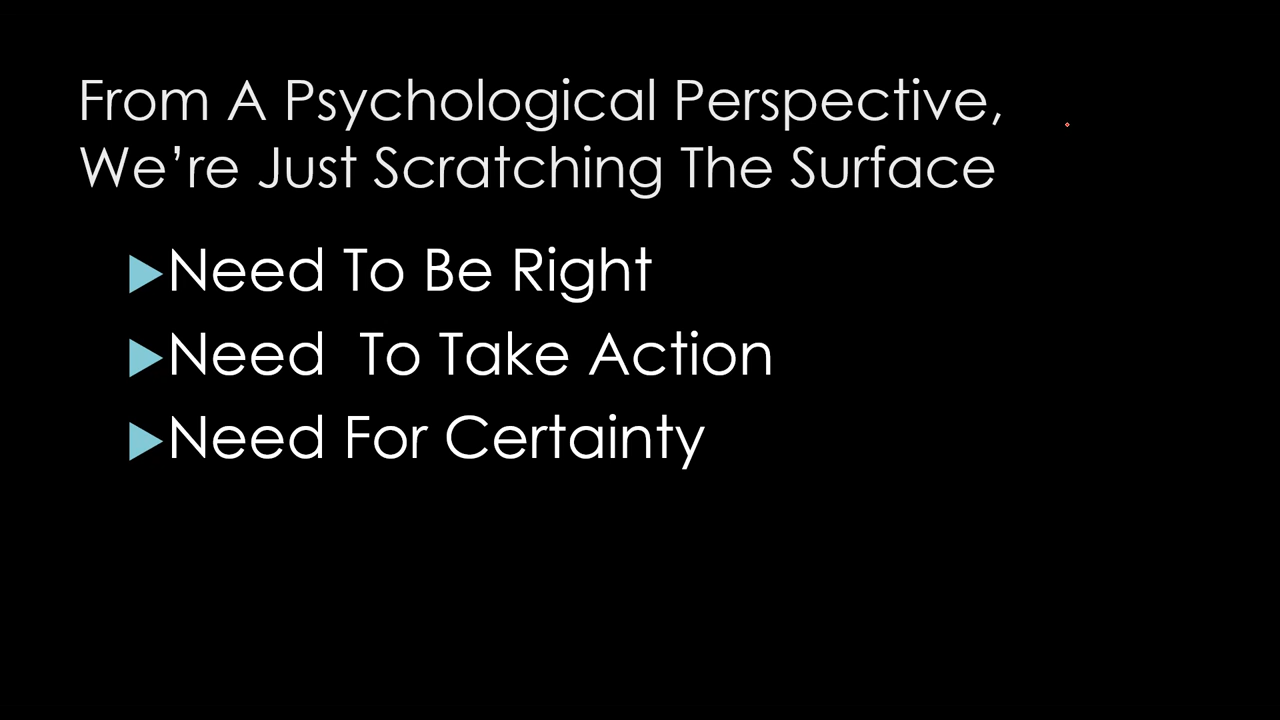 From A Psychological Perspective,
We’re Just Scratching The Surface
Need To Be Right
Need  To Take Action
Need For Certainty